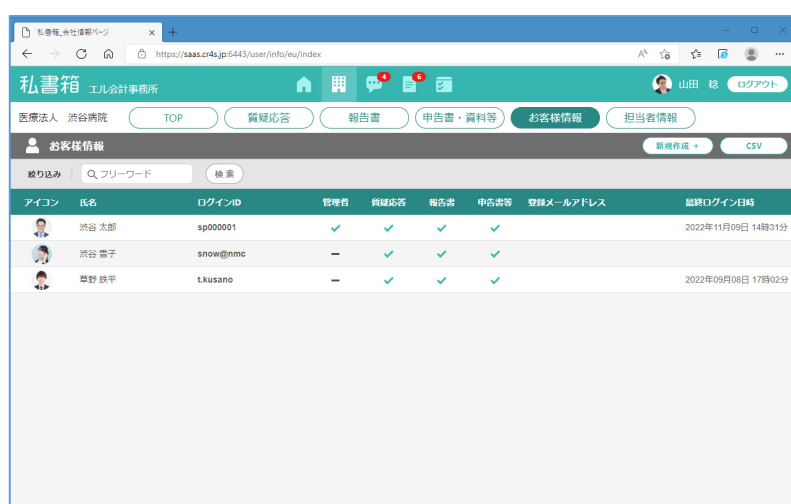 私書箱_会社情報ページ
https://saas.cr4s.jp:6443/user/info/eu/index
私書箱 エル会計事務所 4 6 山田 稔 ログアウト
医療法人 渋谷病院 TOP 質疑応答 報告書 申告書・資料等 お客様情報 担当者情報
お客様情報 新規作成 + CSV
絞り込み フリーワード 検索
アイコン 氏名 ログインID 管理者 質疑応答 報告書 申告書等 登録メールアドレス 最終ログイン日時
渋谷 太郎 sp000001 2022年11月09日 14時31分
渋谷 雪子 snow@nmc
草野 鉄平 t.kusano 2022年09月08日 17時02分